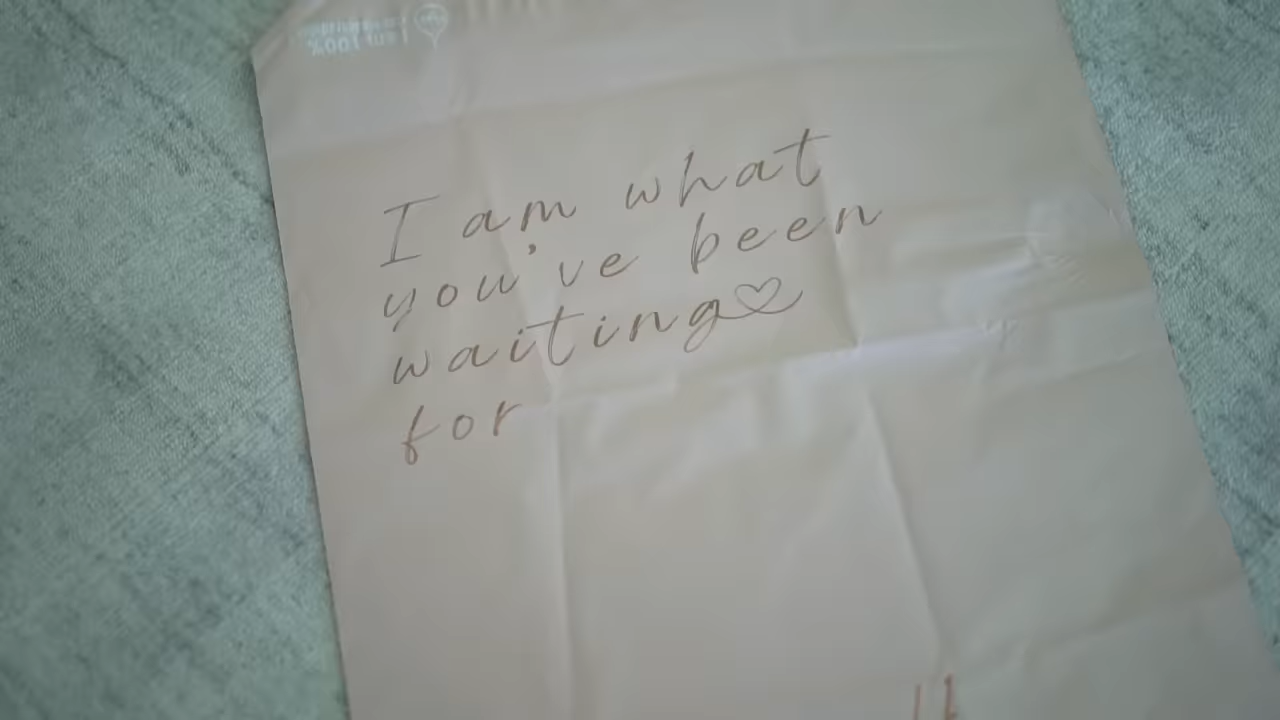 I am what
you've been
waiting♡
for